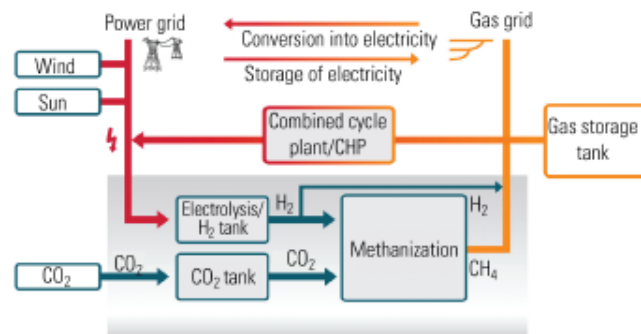 Power grid
Gas grid
Conversion into electricity
Storage of electricity
Wind
Sun
Combined cycle
plant/CHP
Gas storage
tank
Electrolysis/
H₂ tank
H₂
H₂
Methanization
CO₂
CO₂
CO₂ tank
CO₂
CH₄